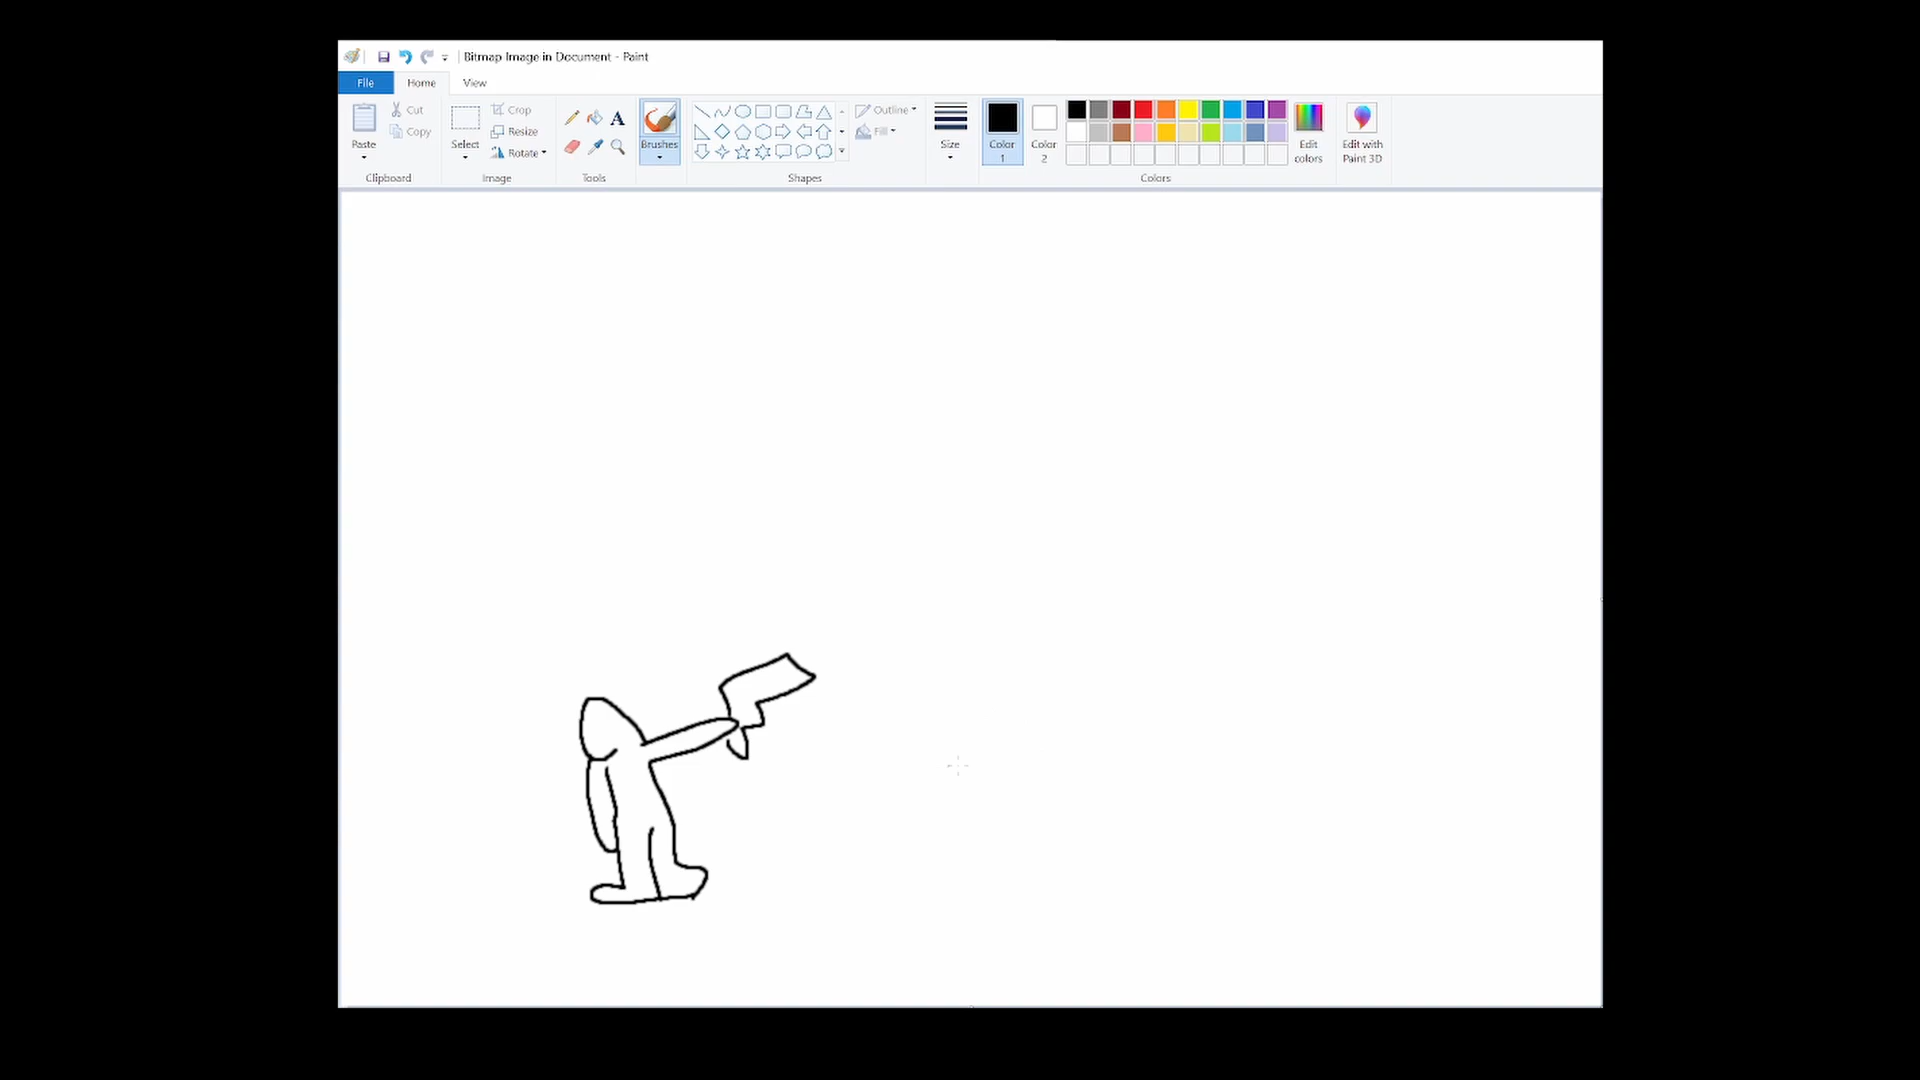 Bitmap Image in Document - Paint
File Home View
Paste
Cut
Copy
Clipboard
Select
Crop
Resize
Rotate
Image
A
Tools
Brushes
Shapes
Outline
Fill
Size
Color
1
Color
2
Colors
Edit
colors
Edit with
Paint 3D